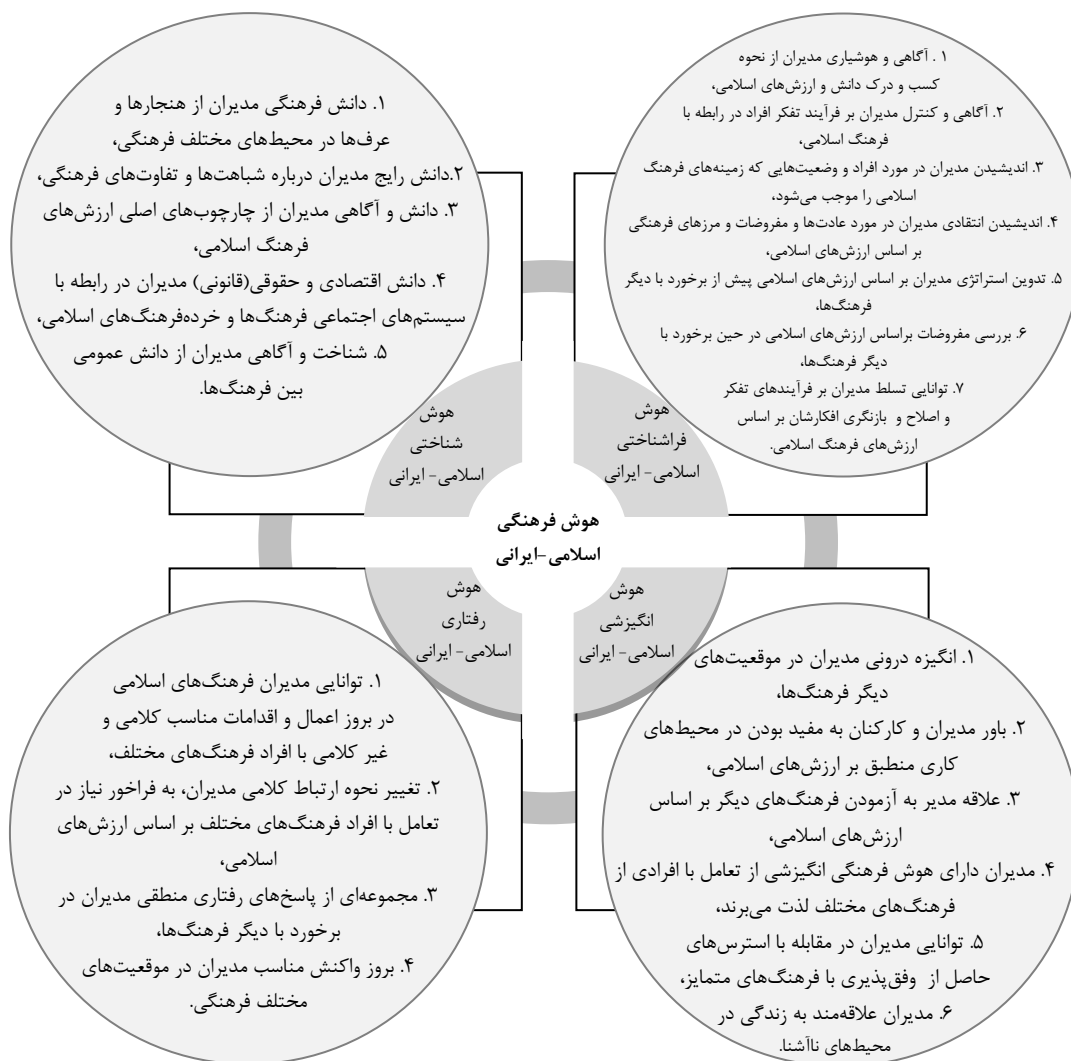 ۱. آگاهی و هوشیاری مدیران از نحوه
کسب و درک دانش و ارزش‌های اسلامی،
۲. آگاهی و کنترل مدیران بر فرآیند تفکر افراد در رابطه با
فرهنگ اسلامی،
۳. اندیشیدن مدیران در مورد افراد و وضعیت‌هایی که زمینه‌های فرهنگ
اسلامی را موجب می‌شود،
۴. اندیشیدن انتقادی مدیران در مورد عادت‌ها و مفروضات و مرزهای فرهنگی
بر اساس ارزش‌های اسلامی،
۵. تدوین استراتژی مدیران بر اساس ارزش‌های اسلامی پیش از برخورد با دیگر
فرهنگ‌ها،
۶. بررسی مفروضات براساس ارزش‌های اسلامی در حین برخورد با
دیگر فرهنگ‌ها،
۷. توانایی تسلط مدیران بر فرآیندهای تفکر
و اصلاح و بازنگری افکارشان بر اساس
ارزش‌های فرهنگ اسلامی.
۱. دانش فرهنگی مدیران از هنجارها و
عرف‌ها در محیط‌های مختلف فرهنگی،
۲.دانش رایج مدیران درباره شباهت‌ها و تفاوت‌های فرهنگی،
۳. دانش و آگاهی مدیران از چارچوب‌های اصلی ارزش‌های
فرهنگ اسلامی،
۴. دانش اقتصادی و حقوقی(قانونی) مدیران در رابطه با
سیستم‌های اجتماعی فرهنگ‌ها و خرده‌فرهنگ‌های اسلامی،
۵. شناخت و آگاهی مدیران از دانش عمومی
بین فرهنگ‌ها.
هوش
فراشناختی
اسلامی- ایرانی
هوش
شناختی
اسلامی- ایرانی
هوش فرهنگی
اسلامی-ایرانی
هوش
انگیزشی
اسلامی- ایرانی
هوش
رفتاری
اسلامی- ایرانی
۱. انگیزه درونی مدیران در موقعیت‌های
دیگر فرهنگ‌ها،
۲. باور مدیران و کارکنان به مفید بودن در محیط‌های
کاری منطبق بر ارزش‌های اسلامی،
۳. علاقه مدیر به آزمودن فرهنگ‌های دیگر بر اساس
ارزش‌های اسلامی،
۴. مدیران دارای هوش فرهنگی انگیزشی از تعامل با افرادی از
فرهنگ‌های مختلف لذت می‌برند،
۵. توانایی مدیران در مقابله با استرس‌های
حاصل از وفق‌پذیری با فرهنگ‌های متمایز،
۶. مدیران علاقه‌مند به زندگی در
محیط‌های ناآشنا.
۱. توانایی مدیران فرهنگ‌های اسلامی
در بروز اعمال و اقدامات مناسب کلامی و
غیر کلامی با افراد فرهنگ‌های مختلف،
۲. تغییر نحوه ارتباط کلامی مدیران، به فراخور نیاز در
تعامل با افراد فرهنگ‌های مختلف بر اساس ارزش‌های
اسلامی،
۳. مجموعه‌ای از پاسخ‌های رفتاری منطقی مدیران در
برخورد با دیگر فرهنگ‌ها،
۴. بروز واکنش مناسب مدیران در موقعیت‌های
مختلف فرهنگی.